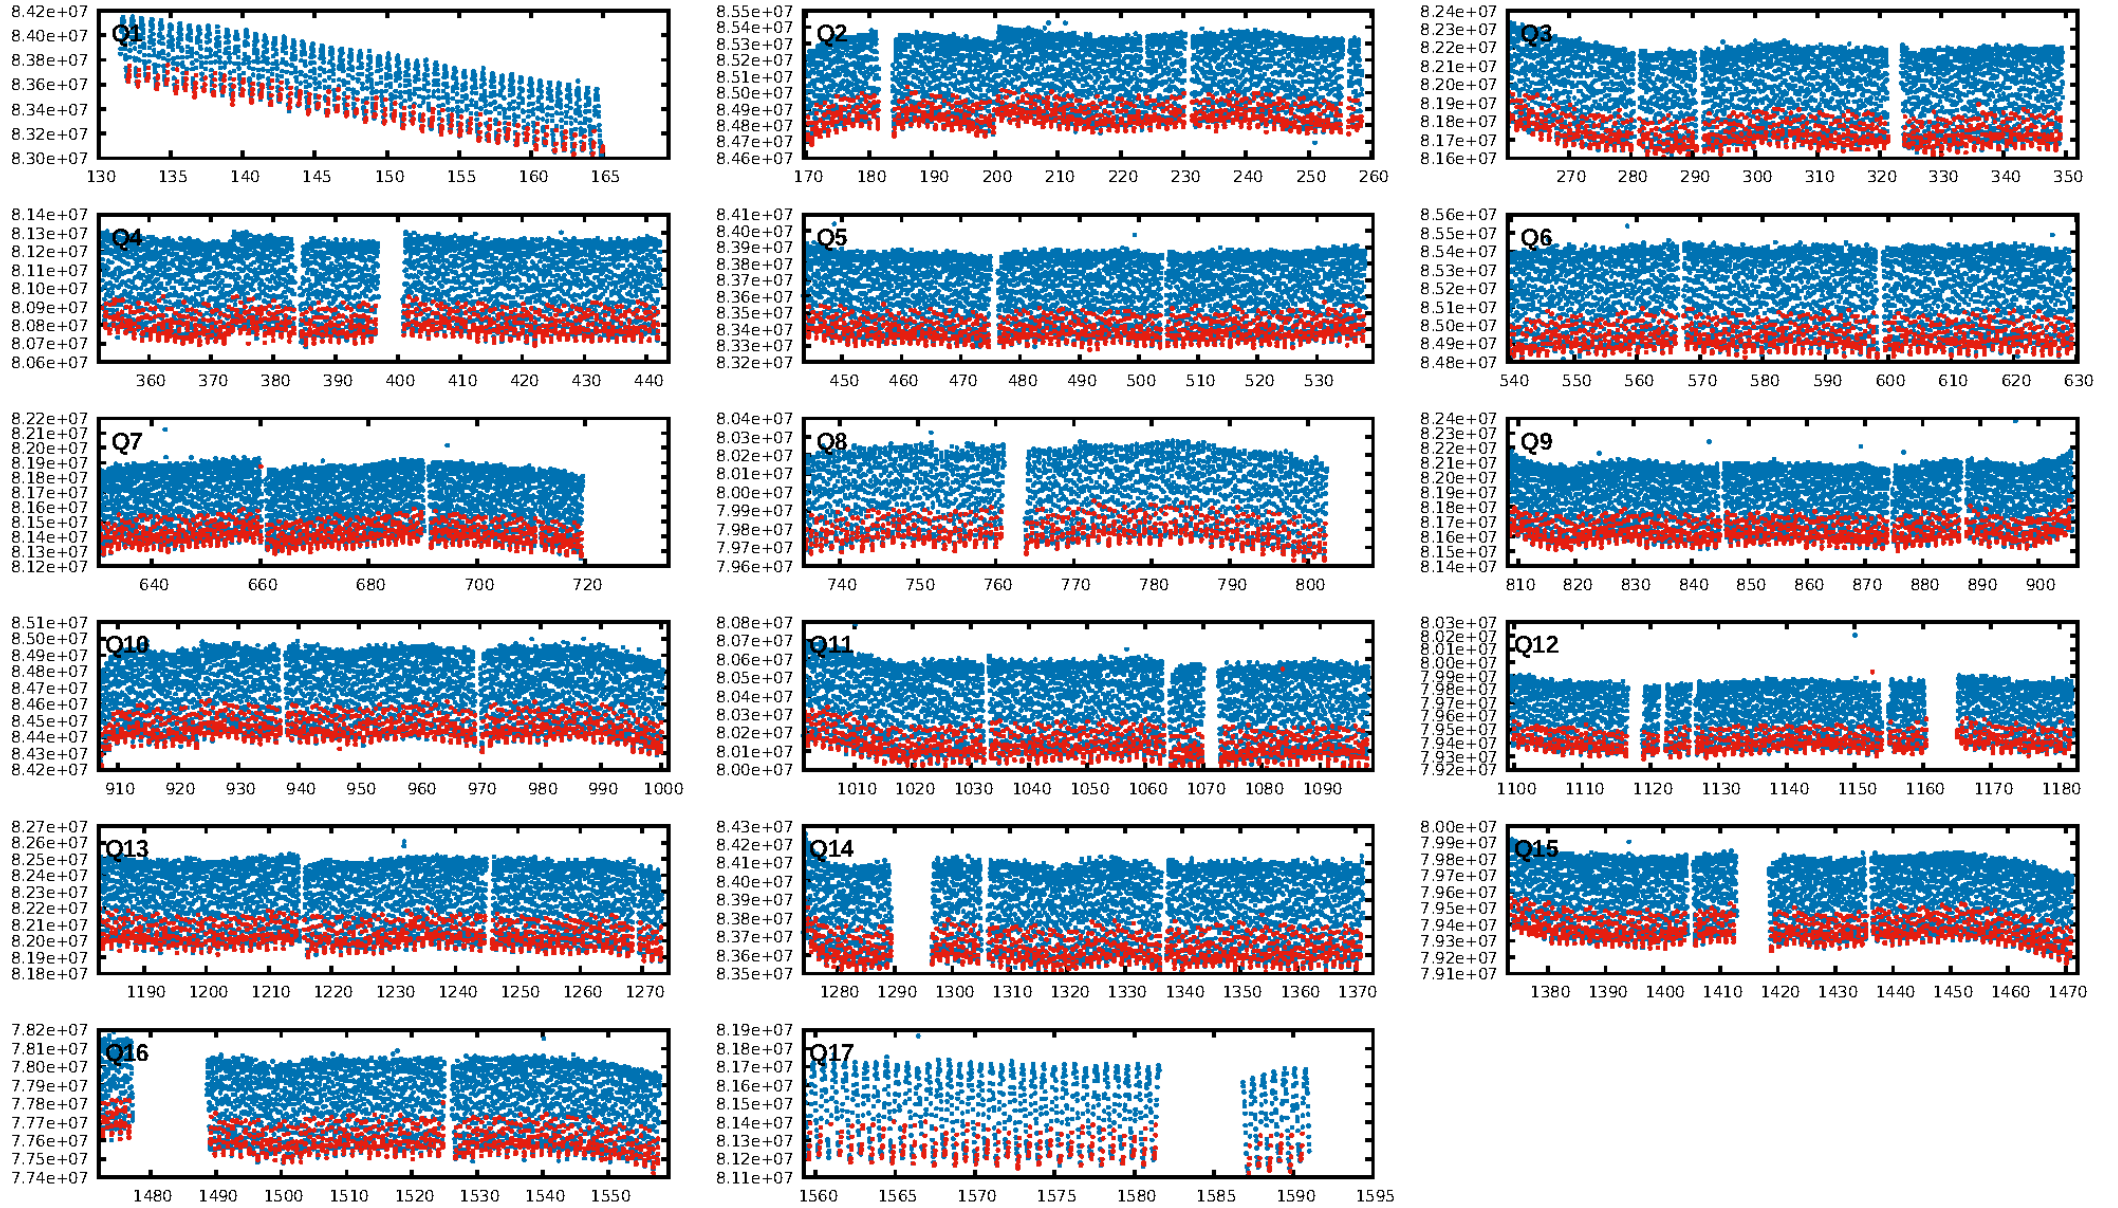 8.42e+07
Q1
8.40e+07
8.38e+07
8.36e+07
8.34e+07
8.32e+07
8.30e+07
130 135 140 145 150 155 160 165
8.55e+07
8.54e+07
Q2
8.53e+07
8.52e+07
8.51e+07
8.50e+07
8.49e+07
8.48e+07
8.47e+07
8.46e+07
170 180 190 200 210 220 230 240 250 260
8.24e+07
8.23e+07
Q3
8.22e+07
8.21e+07
8.20e+07
8.19e+07
8.18e+07
8.17e+07
8.16e+07
270 280 290 300 310 320 330 340 350
8.14e+07
8.13e+07
Q4
8.12e+07
8.11e+07
8.10e+07
8.09e+07
8.08e+07
8.07e+07
8.06e+07
360 370 380 390 400 410 420 430 440
8.41e+07
8.40e+07
Q5
8.39e+07
8.38e+07
8.37e+07
8.36e+07
8.35e+07
8.34e+07
8.33e+07
8.32e+07
450 460 470 480 490 500 510 520 530
8.56e+07
8.55e+07
Q6
8.54e+07
8.53e+07
8.52e+07
8.51e+07
8.50e+07
8.49e+07
8.48e+07
540 550 560 570 580 590 600 610 620 630
8.22e+07
8.21e+07
Q7
8.20e+07
8.19e+07
8.18e+07
8.17e+07
8.16e+07
8.15e+07
8.14e+07
8.13e+07
8.12e+07
640 660 680 700 720
8.04e+07
8.03e+07
Q8
8.02e+07
8.01e+07
8.00e+07
7.99e+07
7.98e+07
7.97e+07
7.96e+07
740 750 760 770 780 790 800
8.24e+07
8.23e+07
Q9
8.22e+07
8.21e+07
8.20e+07
8.19e+07
8.18e+07
8.17e+07
8.16e+07
8.15e+07
8.14e+07
810 820 830 840 850 860 870 880 890 900
8.51e+07
8.50e+07
Q10
8.49e+07
8.48e+07
8.47e+07
8.46e+07
8.45e+07
8.44e+07
8.43e+07
8.42e+07
910 920 930 940 950 960 970 980 990 1000
8.08e+07
8.07e+07
Q11
8.06e+07
8.05e+07
8.04e+07
8.03e+07
8.02e+07
8.01e+07
8.00e+07
1010 1020 1030 1040 1050 1060 1070 1080 1090
8.03e+07
8.02e+07
Q12
8.01e+07
8.00e+07
7.99e+07
7.98e+07
7.97e+07
7.96e+07
7.95e+07
7.94e+07
7.93e+07
7.92e+07
1100 1110 1120 1130 1140 1150 1160 1170 1180
8.27e+07
8.26e+07
Q13
8.25e+07
8.24e+07
8.23e+07
8.22e+07
8.21e+07
8.20e+07
8.19e+07
8.18e+07
1190 1200 1210 1220 1230 1240 1250 1260 1270
8.43e+07
8.42e+07
Q14
8.41e+07
8.40e+07
8.39e+07
8.38e+07
8.37e+07
8.36e+07
8.35e+07
1280 1290 1300 1310 1320 1330 1340 1350 1360 1370
8.00e+07
7.99e+07
Q15
7.98e+07
7.97e+07
7.96e+07
7.95e+07
7.94e+07
7.93e+07
7.92e+07
7.91e+07
1380 1390 1400 1410 1420 1430 1440 1450 1460 1470
7.82e+07
7.81e+07
Q16
7.80e+07
7.79e+07
7.78e+07
7.77e+07
7.76e+07
7.75e+07
7.74e+07
1480 1490 1500 1510 1520 1530 1540 1550
8.19e+07
8.18e+07
Q17
8.17e+07
8.16e+07
8.15e+07
8.14e+07
8.13e+07
8.12e+07
8.11e+07
1560 1565 1570 1575 1580 1585 1590 1595